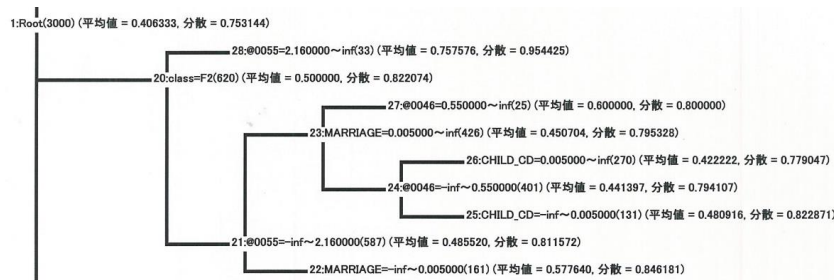 1:Root(3000) (平均値 = 0.406333, 分散 = 0.753144)
28:@0055=2.160000～inf(33) (平均値 = 0.757576, 分散 = 0.954425)
20:class=F2(620) (平均値 = 0.500000, 分散 = 0.822074)
27:@0046=0.550000～inf(25) (平均値 = 0.600000, 分散 = 0.800000)
23:MARRIAGE=0.005000～inf(426) (平均値 = 0.450704, 分散 = 0.795328)
26:CHILD_CD=0.005000～inf(270) (平均値 = 0.422222, 分散 = 0.779047)
24:@0046=-inf～0.550000(401) (平均値 = 0.441397, 分散 = 0.794107)
25:CHILD_CD=-inf～0.005000(131) (平均値 = 0.480916, 分散 = 0.822871)
21:@0055=-inf～2.160000(587) (平均値 = 0.485520, 分散 = 0.811572)
22:MARRIAGE=-inf～0.005000(161) (平均値 = 0.577640, 分散 = 0.846181)